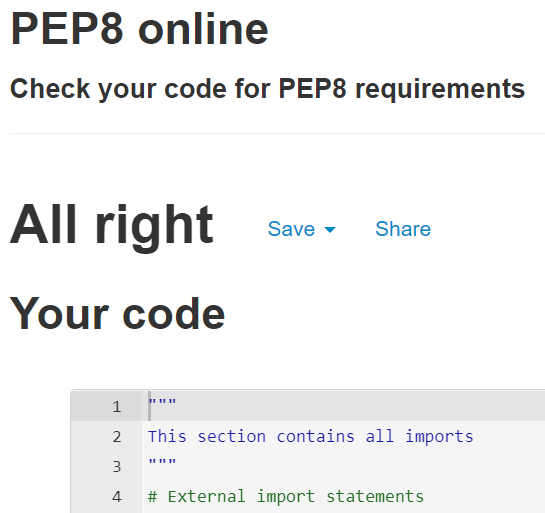 PEP8 online
Check your code for PEP8 requirements
All right Save Share
Your code
1 """
2 This section contains all imports
3 """
4 # External import statements